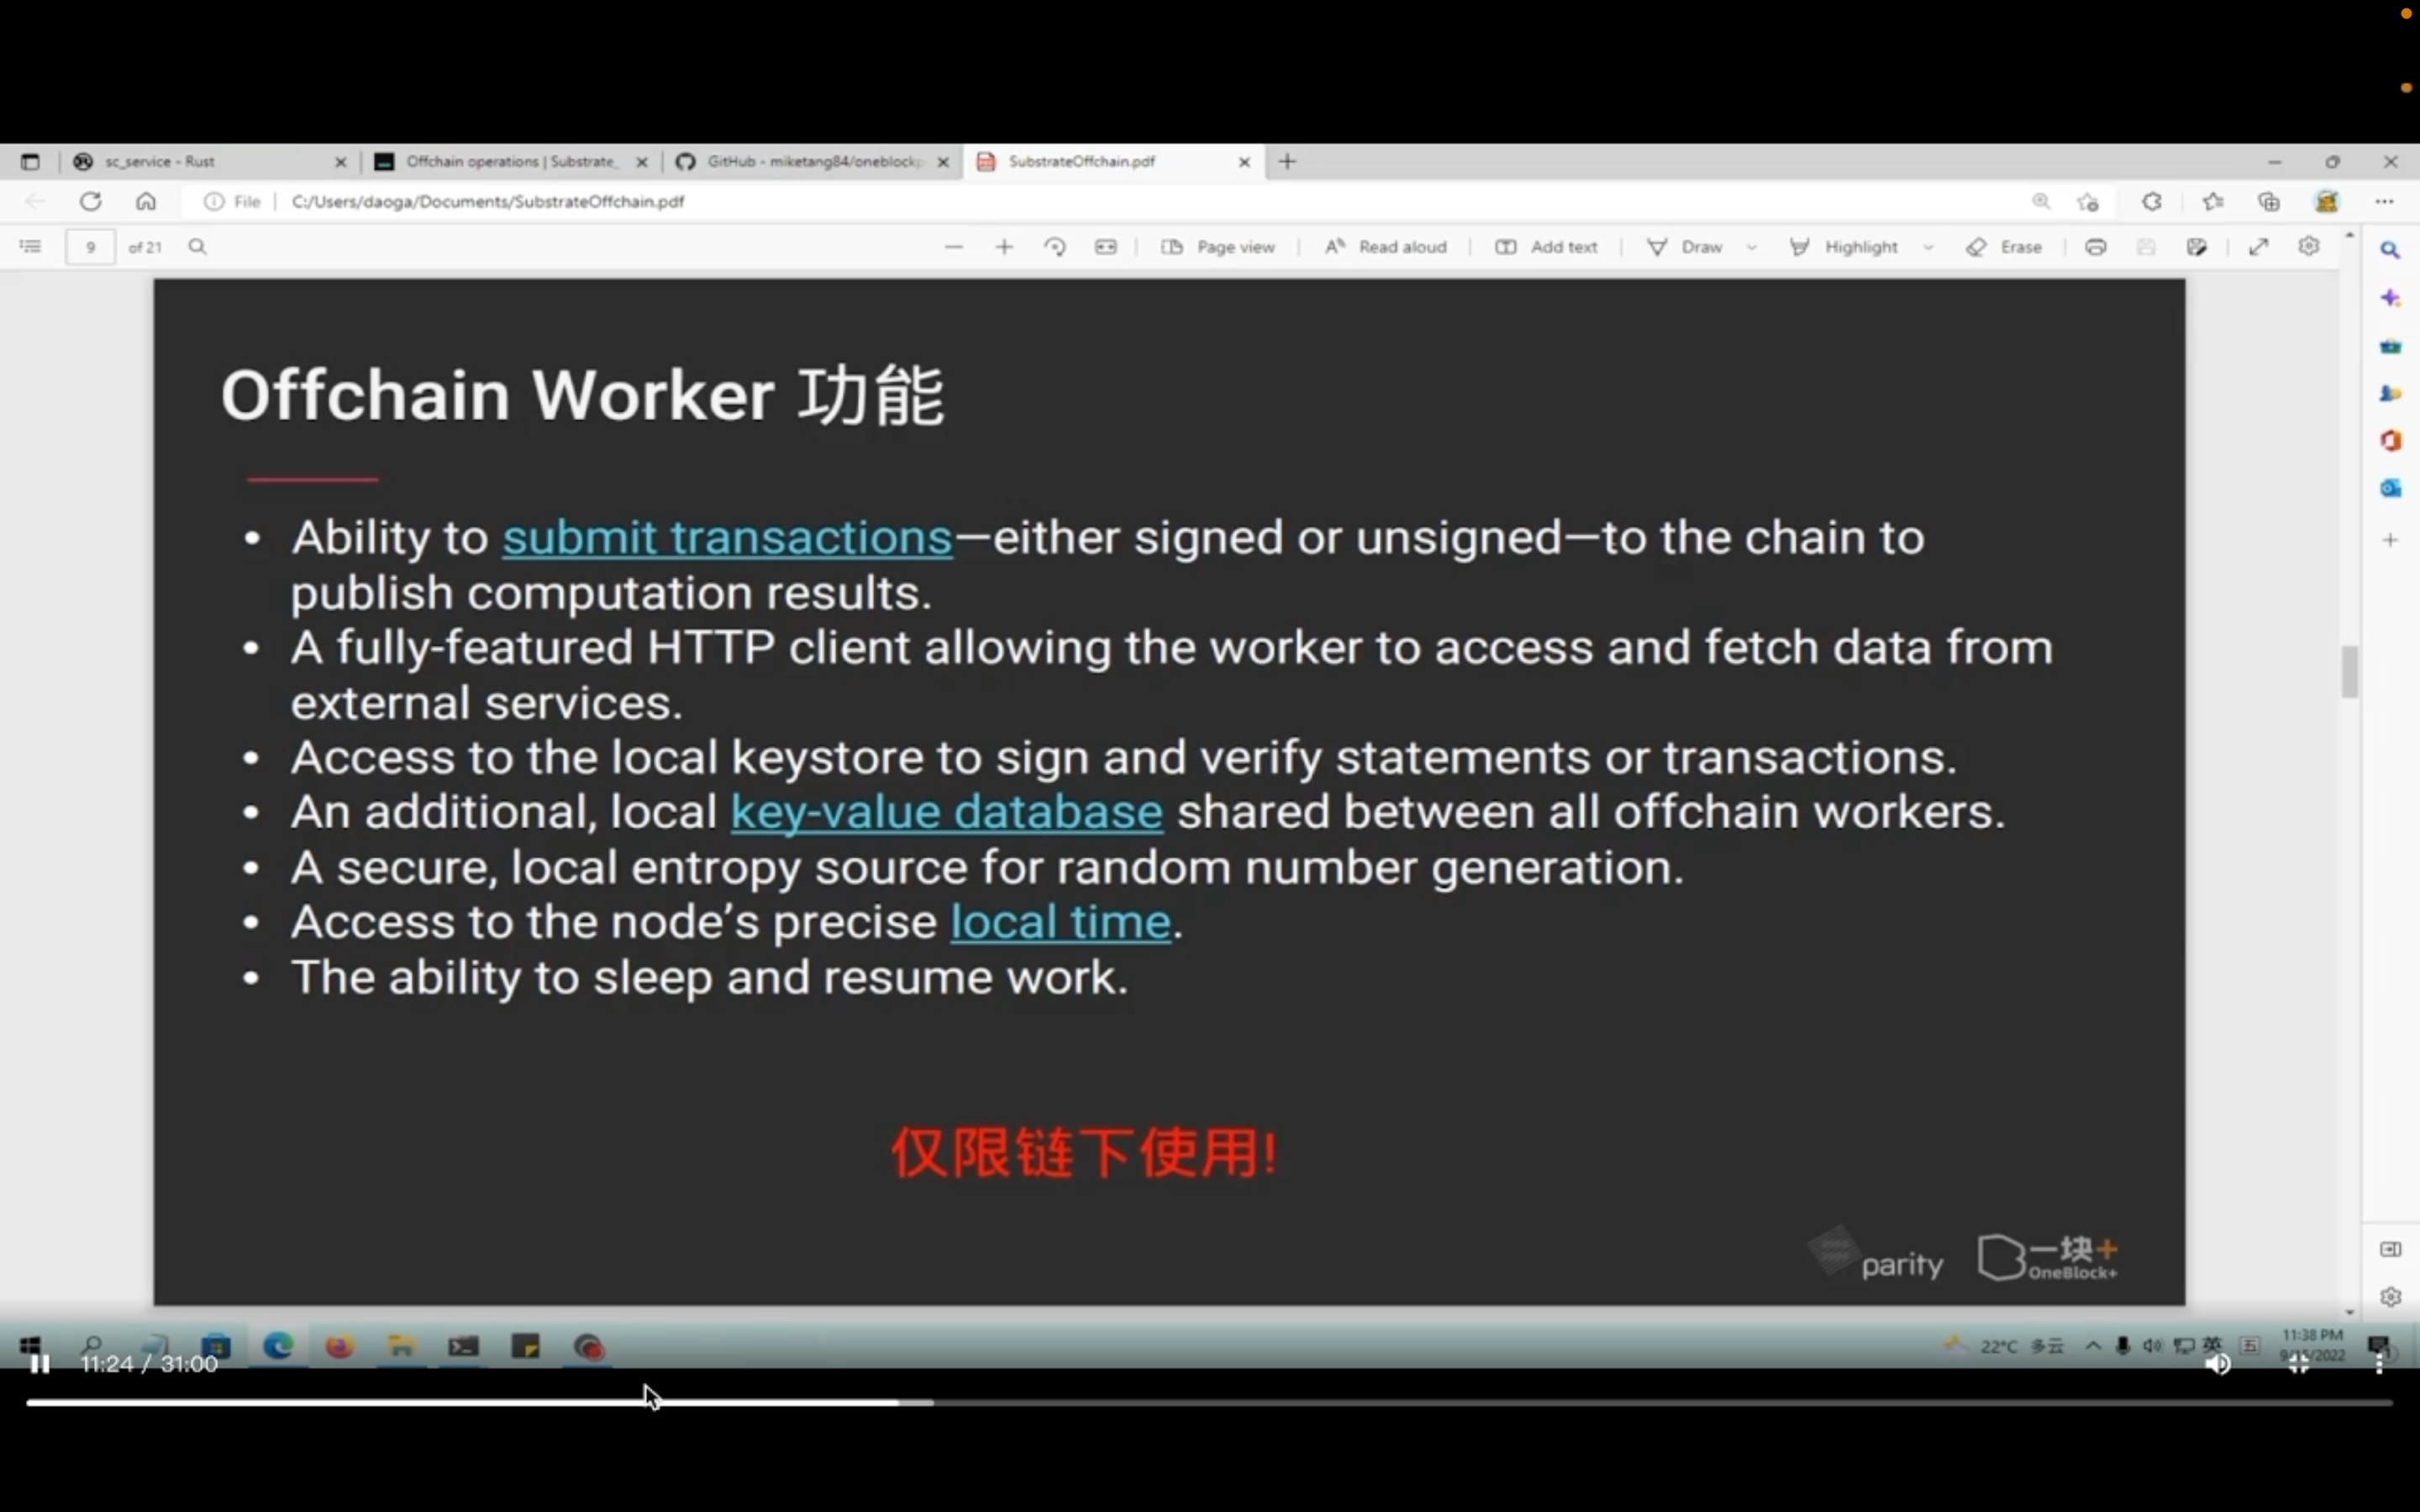 sc_service - Rust
Offchain operations | Substrate_
GitHub - miketang84/oneblockp
SubstrateOffchain.pdf
File
C:/Users/daoga/Documents/SubstrateOffchain.pdf
9 of 21
Page view
Read aloud
Add text
Draw
Highlight
Erase
Offchain Worker 功能
• Ability to submit transactions—either signed or unsigned—to the chain to
publish computation results.
• A fully-featured HTTP client allowing the worker to access and fetch data from
external services.
• Access to the local keystore to sign and verify statements or transactions.
• An additional, local key-value database shared between all offchain workers.
• A secure, local entropy source for random number generation.
• Access to the node’s precise local time.
• The ability to sleep and resume work.
仅限链下使用!
parity
一块+
OneBlock+
22°C 多云
英
五
11:38 PM
9/15/2022
11:24 / 31:00